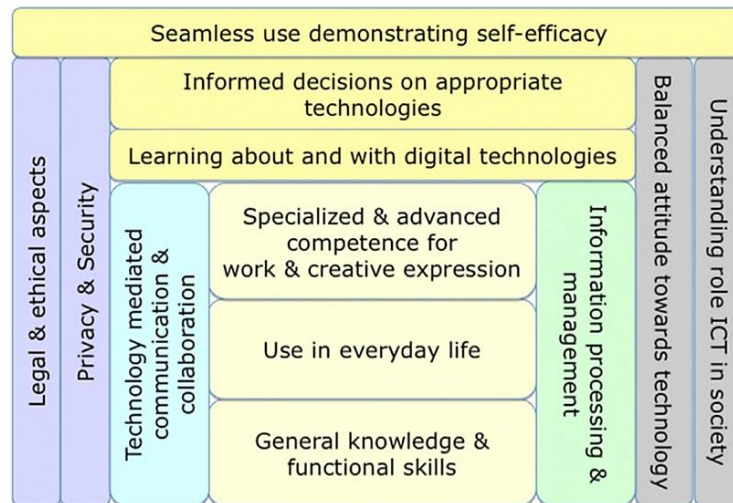 Seamless use demonstrating self-efficacy
Legal & ethical aspects
Privacy & Security
Informed decisions on appropriate
technologies
Learning about and with digital technologies
Technology mediated
communication &
collaboration
Specialized & advanced
competence for
work & creative expression
Use in everyday life
General knowledge &
functional skills
Information processing &
management
Balanced attitude towards technology
Understanding role ICT in society